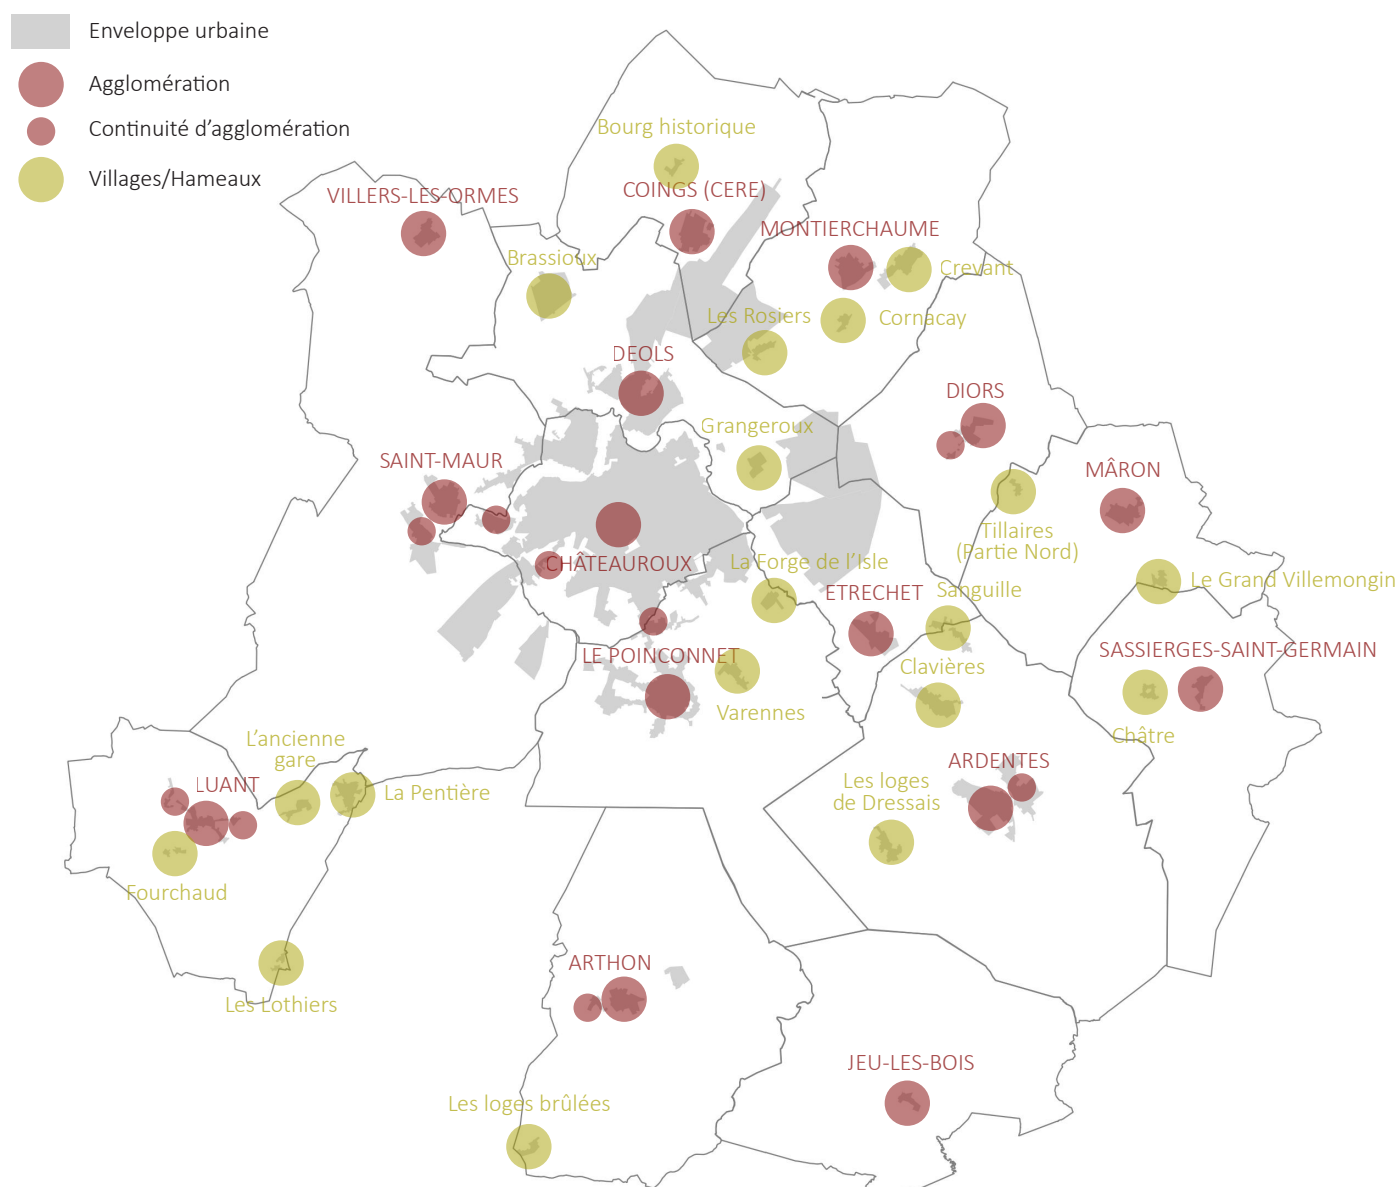 Enveloppe urbaine
Agglomération
Continuité d'agglomération
Villages/Hameaux
Bourg historique
VILLERS-LES-ORMES
COINGS (CERE)
MONTIERCHAUME
Brassioux
Crevant
Les Rosiers
Cornacay
DEOLS
DIORS
Grangeroux
SAINT-MAUR
MÂRON
Tillaires
(Partie Nord)
CHÂTEAUROUX
La Forge de l'Isle
Le Grand Villemongin
ETRECHET
Sanguille
LE POINCONNET
Clavières
SASSIERGES-SAINT-GERMAIN
Varennes
Châtre
L'ancienne
gare
ARDENTES
LUANT
La Pentière
Les loges
de Dressais
Fourchaud
ARTHON
Les Lothiers
JEU-LES-BOIS
Les loges brûlées